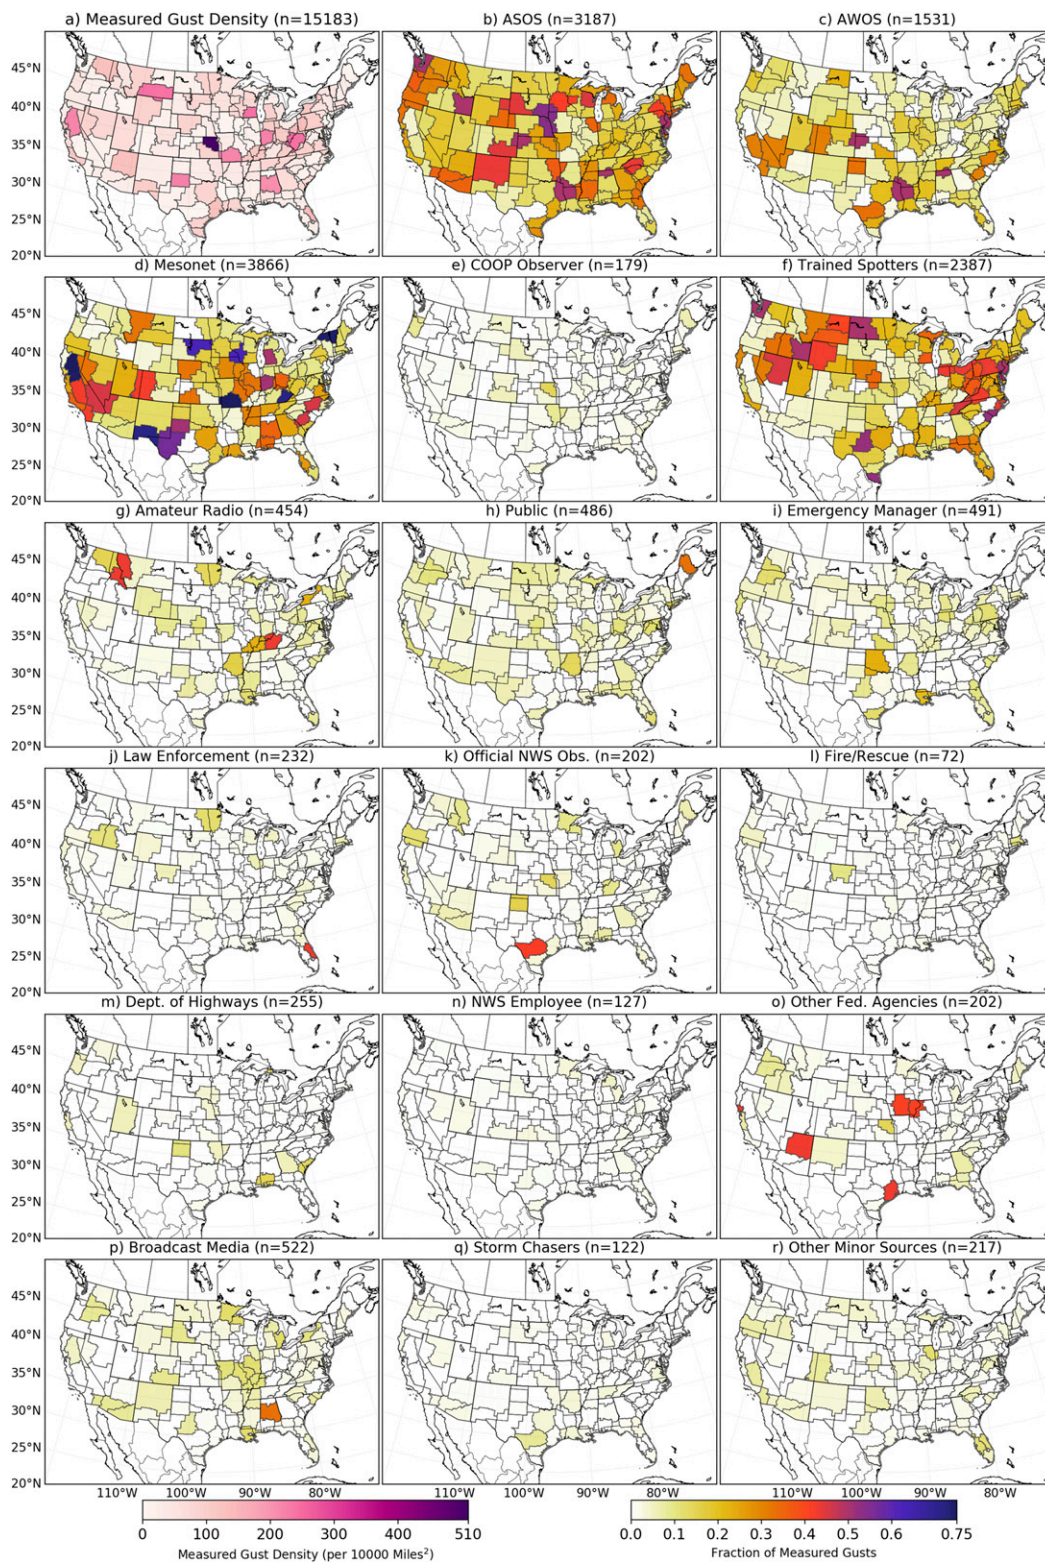 a) Measured Gust Density (n=15183)
b) ASOS (n=3187)
c) AWOS (n=1531)
45°N
40°N
35°N
30°N
25°N
20°N
d) Mesonet (n=3866)
e) COOP Observer (n=179)
f) Trained Spotters (n=2387)
45°N
40°N
35°N
30°N
25°N
20°N
g) Amateur Radio (n=454)
h) Public (n=486)
i) Emergency Manager (n=491)
45°N
40°N
35°N
30°N
25°N
20°N
j) Law Enforcement (n=232)
k) Official NWS Obs. (n=202)
l) Fire/Rescue (n=72)
45°N
40°N
35°N
30°N
25°N
20°N
m) Dept. of Highways (n=255)
n) NWS Employee (n=127)
o) Other Fed. Agencies (n=202)
45°N
40°N
35°N
30°N
25°N
20°N
p) Broadcast Media (n=522)
q) Storm Chasers (n=122)
r) Other Minor Sources (n=217)
45°N
40°N
35°N
30°N
25°N
20°N
110°W 100°W 90°W 80°W
100°W 90°W 80°W
100°W 90°W 80°W
0 100 200 300 400 510
Measured Gust Density (per 10000 Miles²)
0.0 0.1 0.2 0.3 0.4 0.5 0.6 0.75
Fraction of Measured Gusts